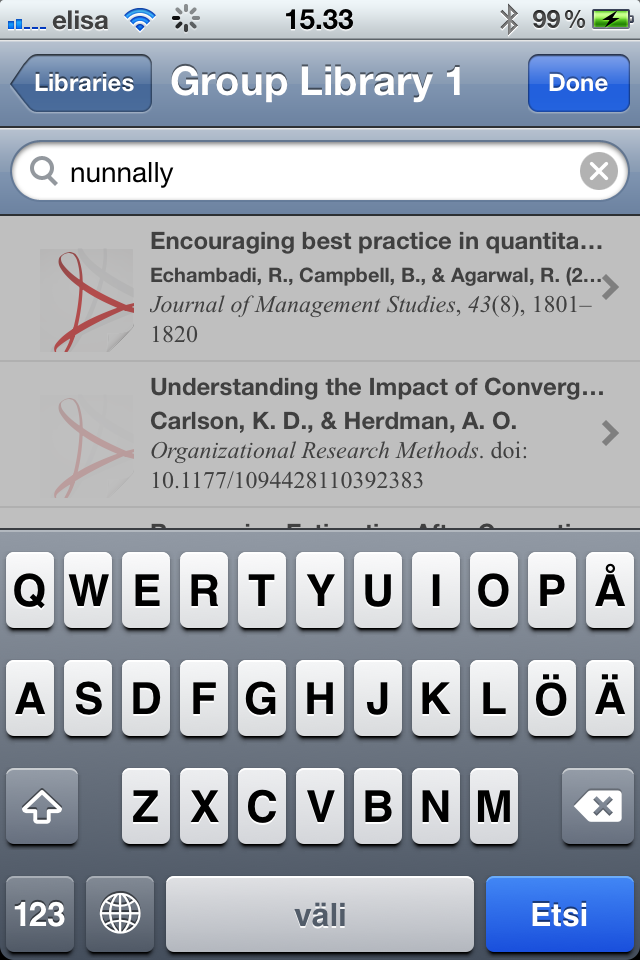 elisa 15.33 99 %
Libraries Group Library 1 Done
nunnally
Encouraging best practice in quantita...
Echambadi, R., Campbell, B., & Agarwal, R. (2...
Journal of Management Studies, 43(8), 1801–
1820
Understanding the Impact of Converg...
Carlson, K. D., & Herdman, A. O.
Organizational Research Methods. doi:
10.1177/1094428110392383
Q W E R T Y U I O P Å
A S D F G H J K L Ö Ä
Z X C V B N M
123 väli Etsi